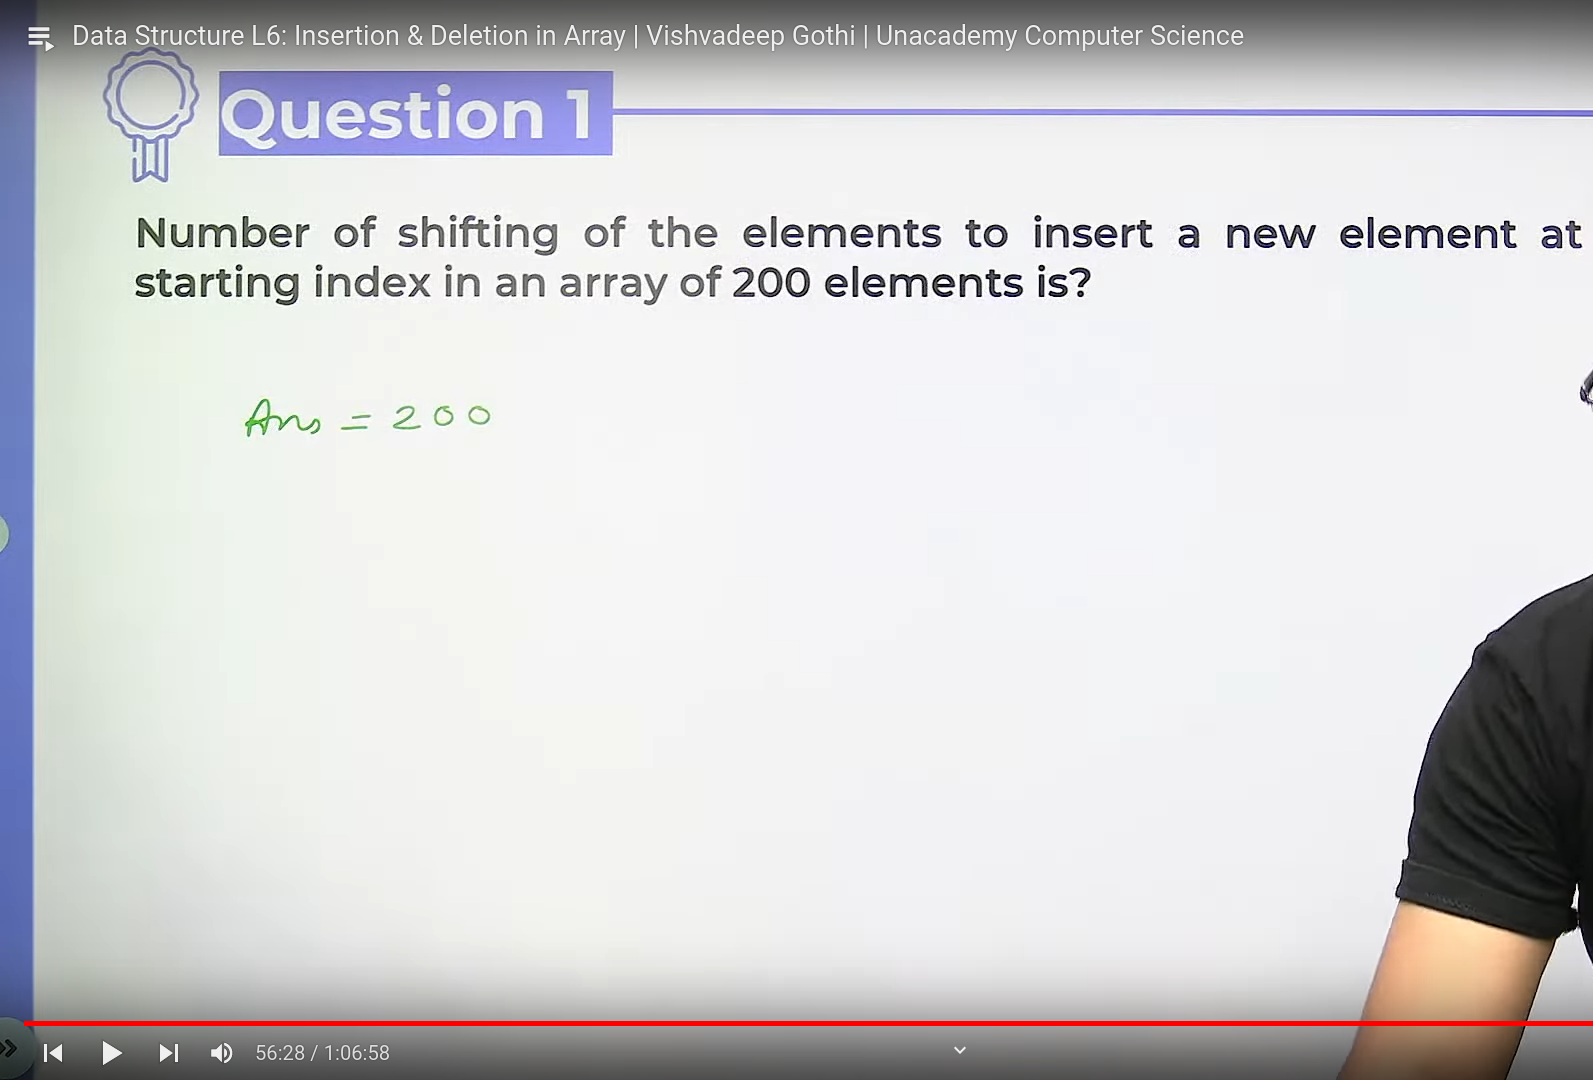 Data Structure L6: Insertion & Deletion in Array | Vishvadeep Gothi | Unacademy Computer Science
Question 1
Number of shifting of the elements to insert a new element at
starting index in an array of 200 elements is?
Ans = 200
56:28 / 1:06:58